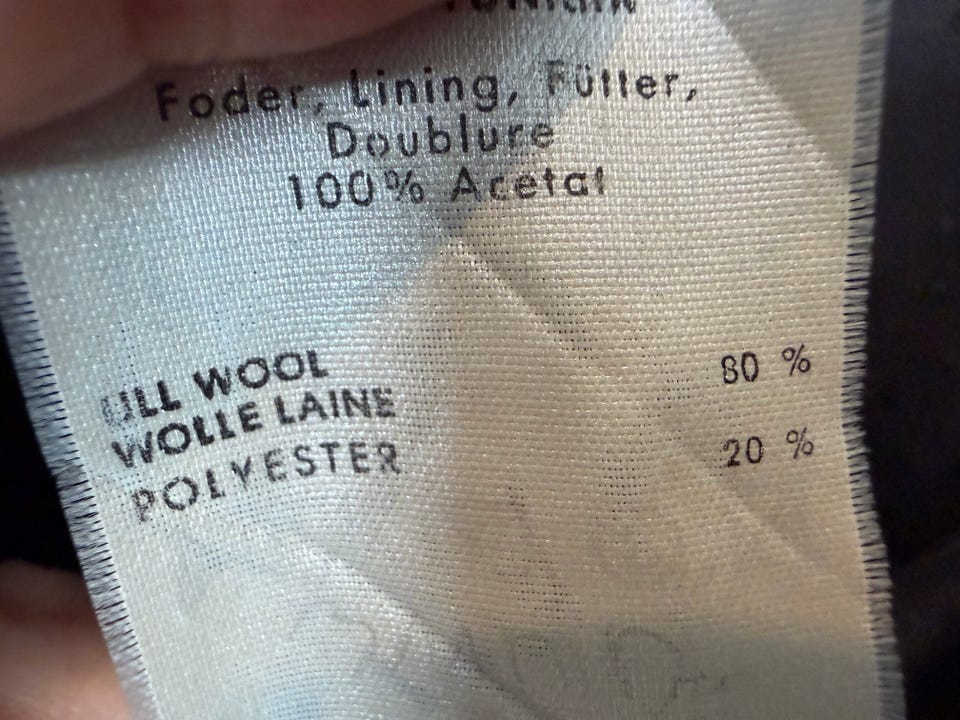 Foder, Lining, Fütter,
Doublure
100% Acetat
ULL WOOL 80 %
WOLLE LAINE
POLYESTER 20 %